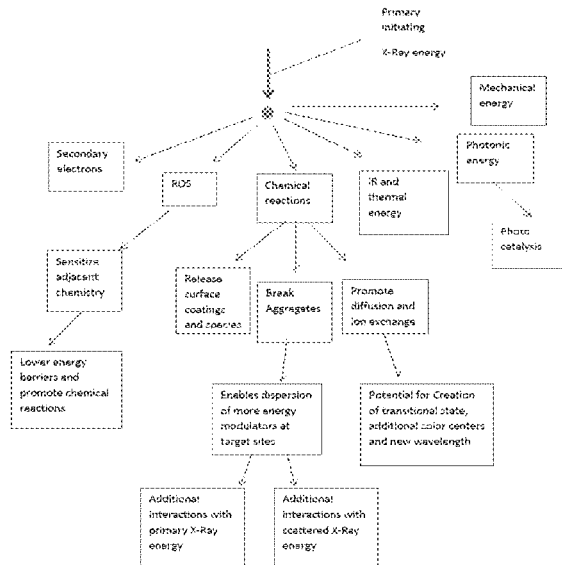 Primary
initiating
X-Ray energy
Mechanical
energy
Secondary
electrons
ROS
Chemical
reactions
IR and
thermal
energy
Photonic
energy
Photo
catalysis
Sensitize
adjacent
chemistry
Release
surface
coatings
and species
Break
Aggregates
Promote
diffusion and
ion exchange
Lower energy
barriers and
promote chemical
reactions
Enables dispersion
of more energy
modulators at
target sites
Potential for Creation
of transitional state,
additional color centers
and new wavelength
Additional
interactions with
primary X-Ray
energy
Additional
interactions with
scattered X-Ray
energy